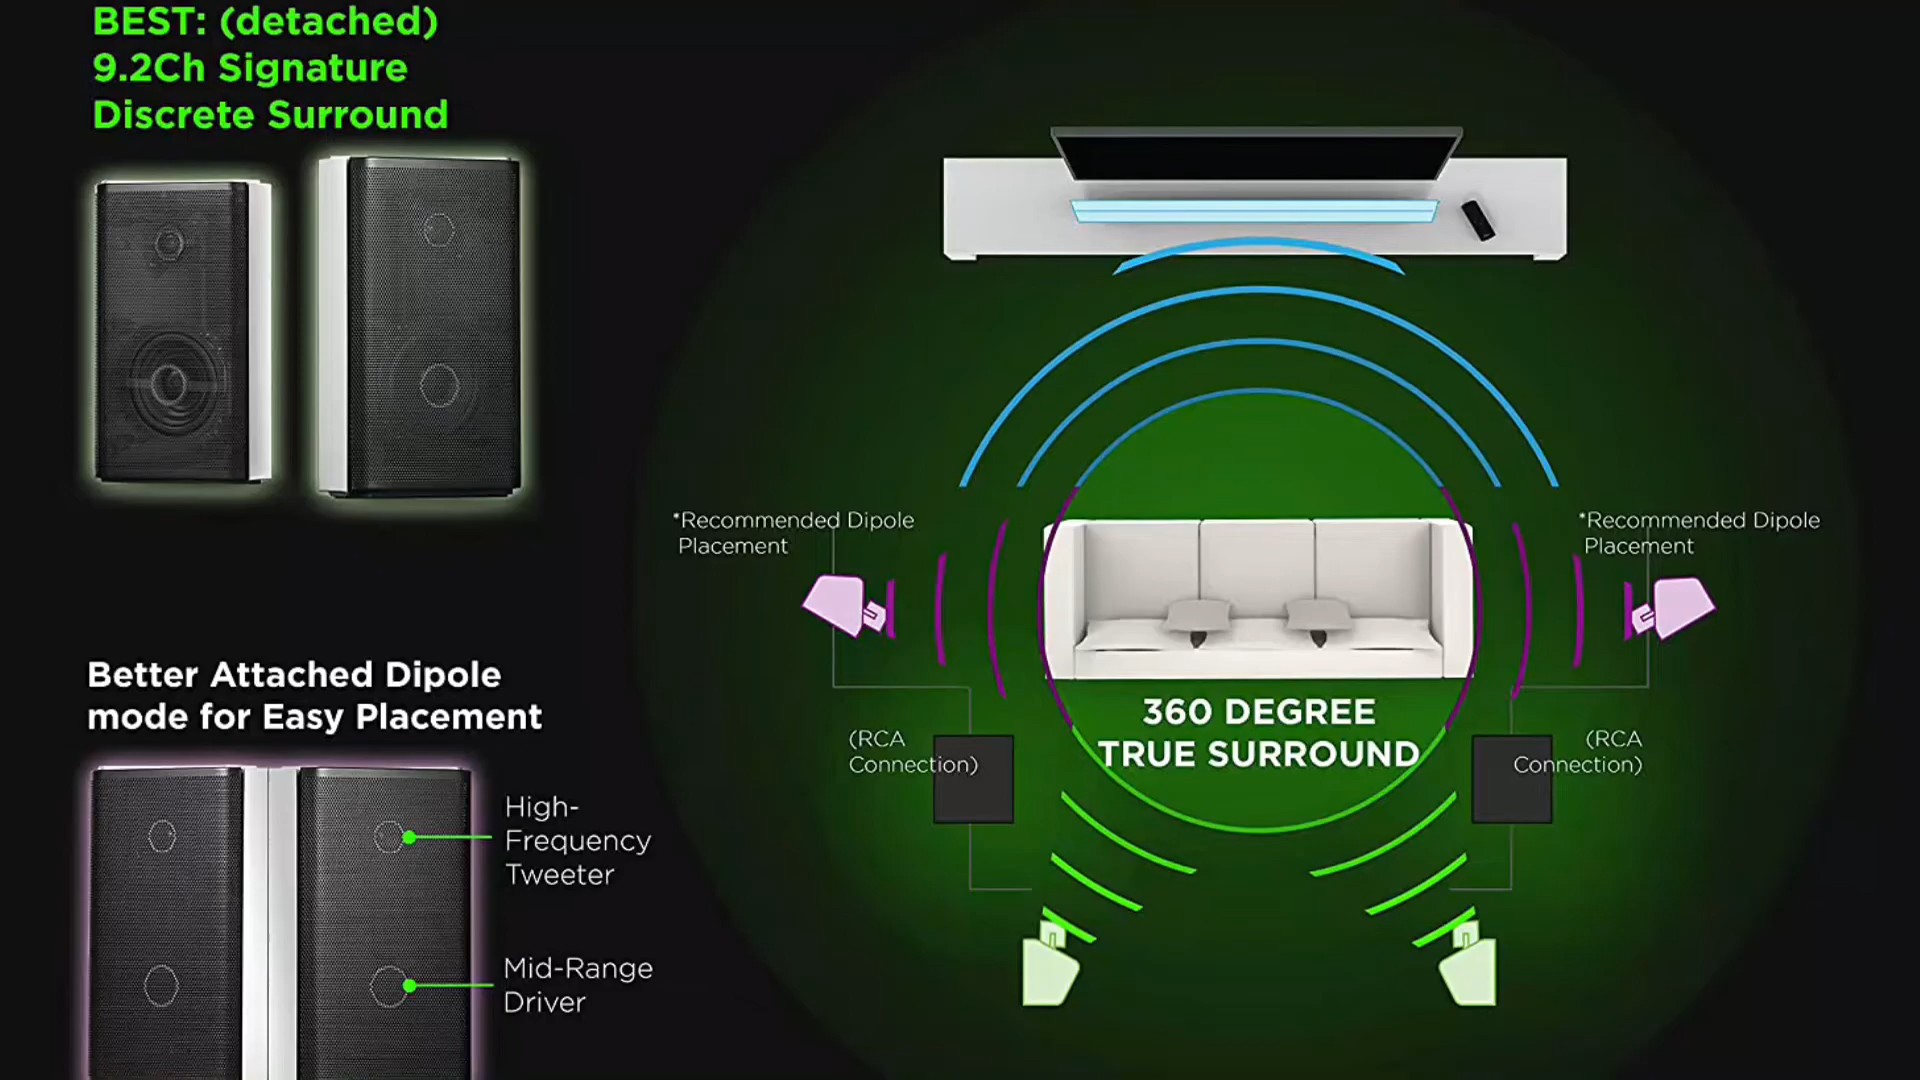 BEST: (detached)
9.2Ch Signature
Discrete Surround
Better Attached Dipole
mode for Easy Placement
High-
Frequency
Tweeter
Mid-Range
Driver
*Recommended Dipole
Placement
*Recommended Dipole
Placement
360 DEGREE
TRUE SURROUND
(RCA
Connection)
(RCA
Connection)